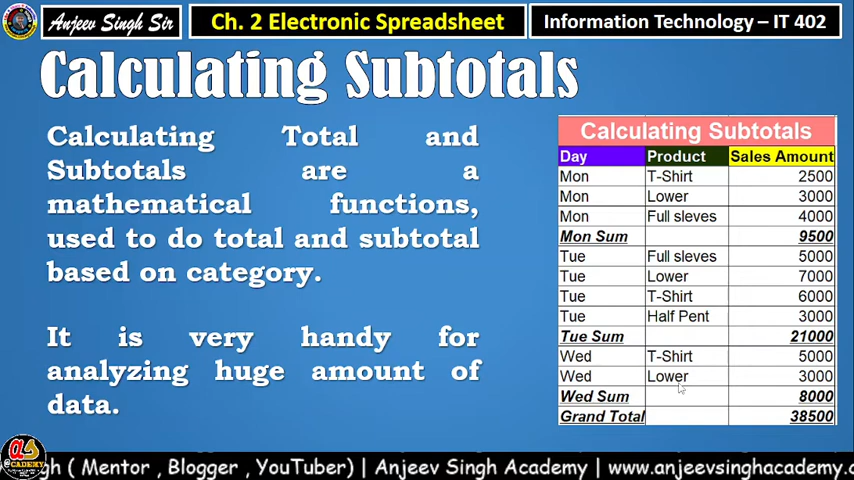 Anjeev Singh Sir
Ch. 2 Electronic Spreadsheet
Information Technology – IT 402
Calculating Subtotals
Calculating Total and
Subtotals are a
mathematical functions,
used to do total and subtotal
based on category.
It is very handy for
analyzing huge amount of
data.
Calculating Subtotals
Day Product Sales Amount
Mon T-Shirt 2500
Mon Lower 3000
Mon Full sleves 4000
Mon Sum 9500
Tue Full sleves 5000
Tue Lower 7000
Tue T-Shirt 6000
Tue Half Pent 3000
Tue Sum 21000
Wed T-Shirt 5000
Wed Lower 3000
Wed Sum 8000
Grand Total 38500
as
@CADEMY
gh ( Mentor , Blogger , YouTuber) | Anjeev Singh Academy | www.anjeevsinghacademy.c